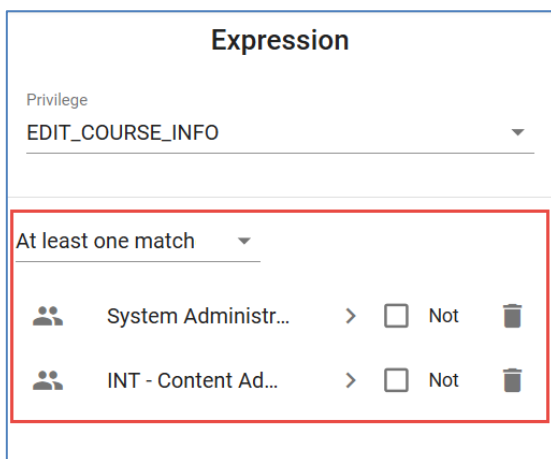 Expression
Privilege
EDIT_COURSE_INFO
At least one match
System Administr... Not
INT - Content Ad... Not